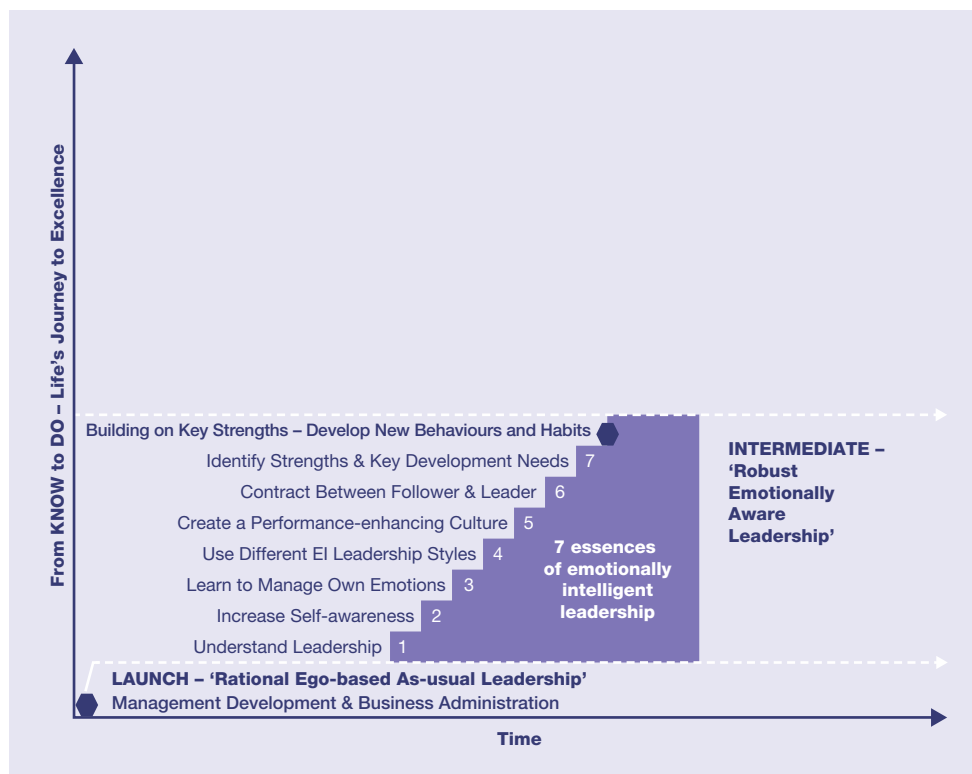 From KNOW to DO – Life’s Journey to Excellence
Building on Key Strengths – Develop New Behaviours and Habits
Identify Strengths & Key Development Needs 7
Contract Between Follower & Leader 6
Create a Performance-enhancing Culture 5
Use Different EI Leadership Styles 4
Learn to Manage Own Emotions 3
Increase Self-awareness 2
Understand Leadership 1
7 essences
of emotionally
intelligent
leadership
INTERMEDIATE –
‘Robust
Emotionally
Aware
Leadership’
LAUNCH – ‘Rational Ego-based As-usual Leadership’
Management Development & Business Administration
Time